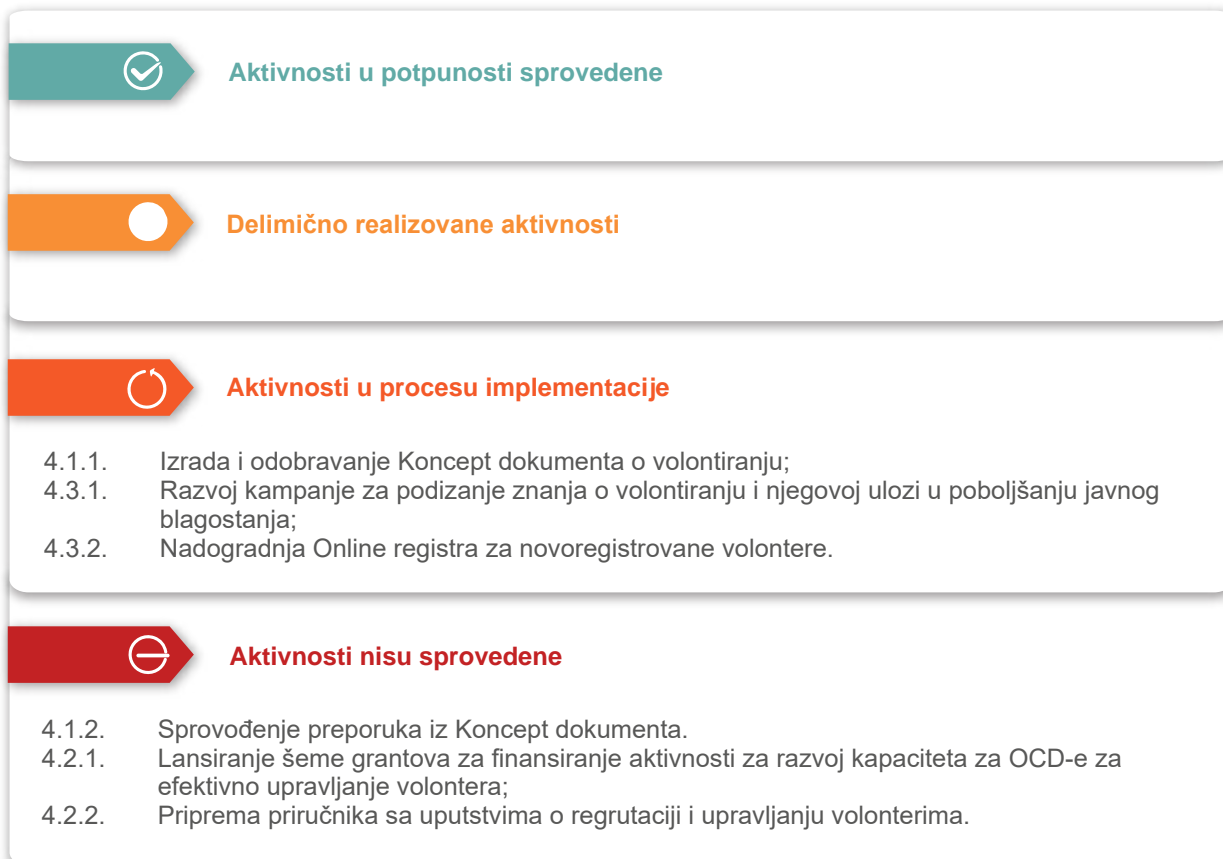 Aktivnosti u potpunosti sprovedene
Delimično realizovane aktivnosti
Aktivnosti u procesu implementacije
4.1.1. Izrada i odobravanje Koncept dokumenta o volontiranju;
4.3.1. Razvoj kampanje za podizanje znanja o volontiranju i njegovoj ulozi u poboljšanju javnog
blagostanja;
4.3.2. Nadogradnja Online registra za novoregistrovane volontere.
Aktivnosti nisu sprovedene
4.1.2. Sprovođenje preporuka iz Koncept dokumenta.
4.2.1. Lansiranje šeme grantova za finansiranje aktivnosti za razvoj kapaciteta za OCD-e za
efektivno upravljanje volontera;
4.2.2. Priprema priručnika sa uputstvima o regrutaciji i upravljanju volonterima.